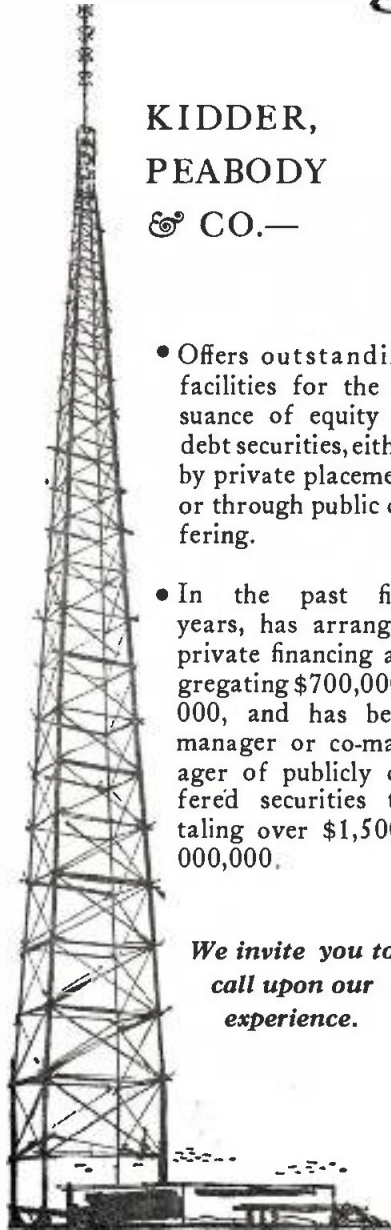 KIDDER,
PEABODY
& CO.—
• Offers outstandi
facilities for the
suance of equity
debt securities, eith
by private placeme
or through public
fering.
• In the past fi
years, has arrang
private financing a
gregating $700,00
000, and has be
manager or co-ma
ager of publicly
fered securities t
taling over $1,50
000,000.
We invite you to
call upon our
experience.